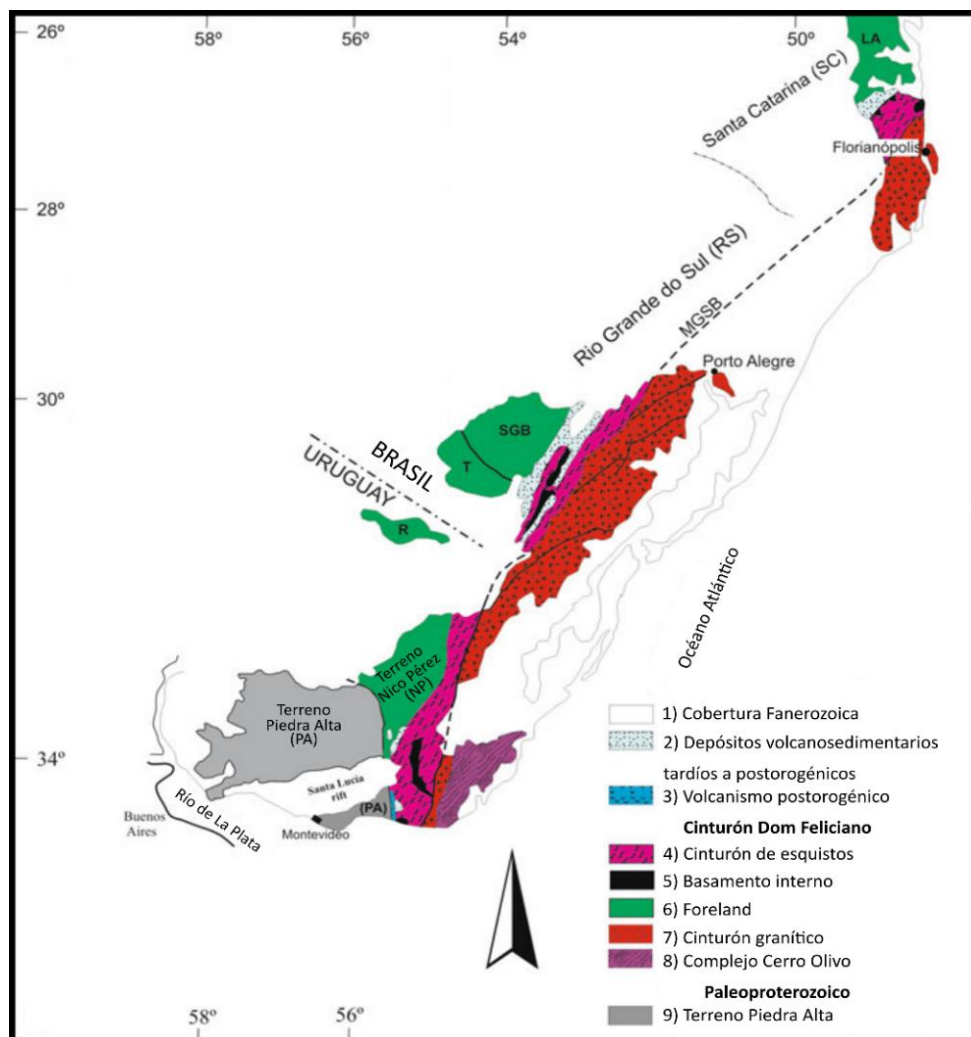 58º
56º
54º
50º
26º
28º
30º
34º
LA
Santa Catarina (SC)
Florianópolis
Rio Grande do Sul (RS)
MGSB
Porto Alegre
SGB
T
BRASIL
URUGUAY
R
Océano Atlántico
Terreno
Nico Pérez
(NP)
Terreno
Piedra Alta
(PA)
Santa Lucía
rift
(PA)
Río de La Plata
Buenos
Aires
Montevideo
1) Cobertura Fanerozoica
2) Depósitos volcanosedimentarios
tardíos a postorogénicos
3) Volcanismo postorogénico
Cinturón Dom Feliciano
4) Cinturón de esquistos
5) Basamento interno
6) Foreland
7) Cinturón granítico
8) Complejo Cerro Olivo
Paleoproterozoico
9) Terreno Piedra Alta
58º
56º